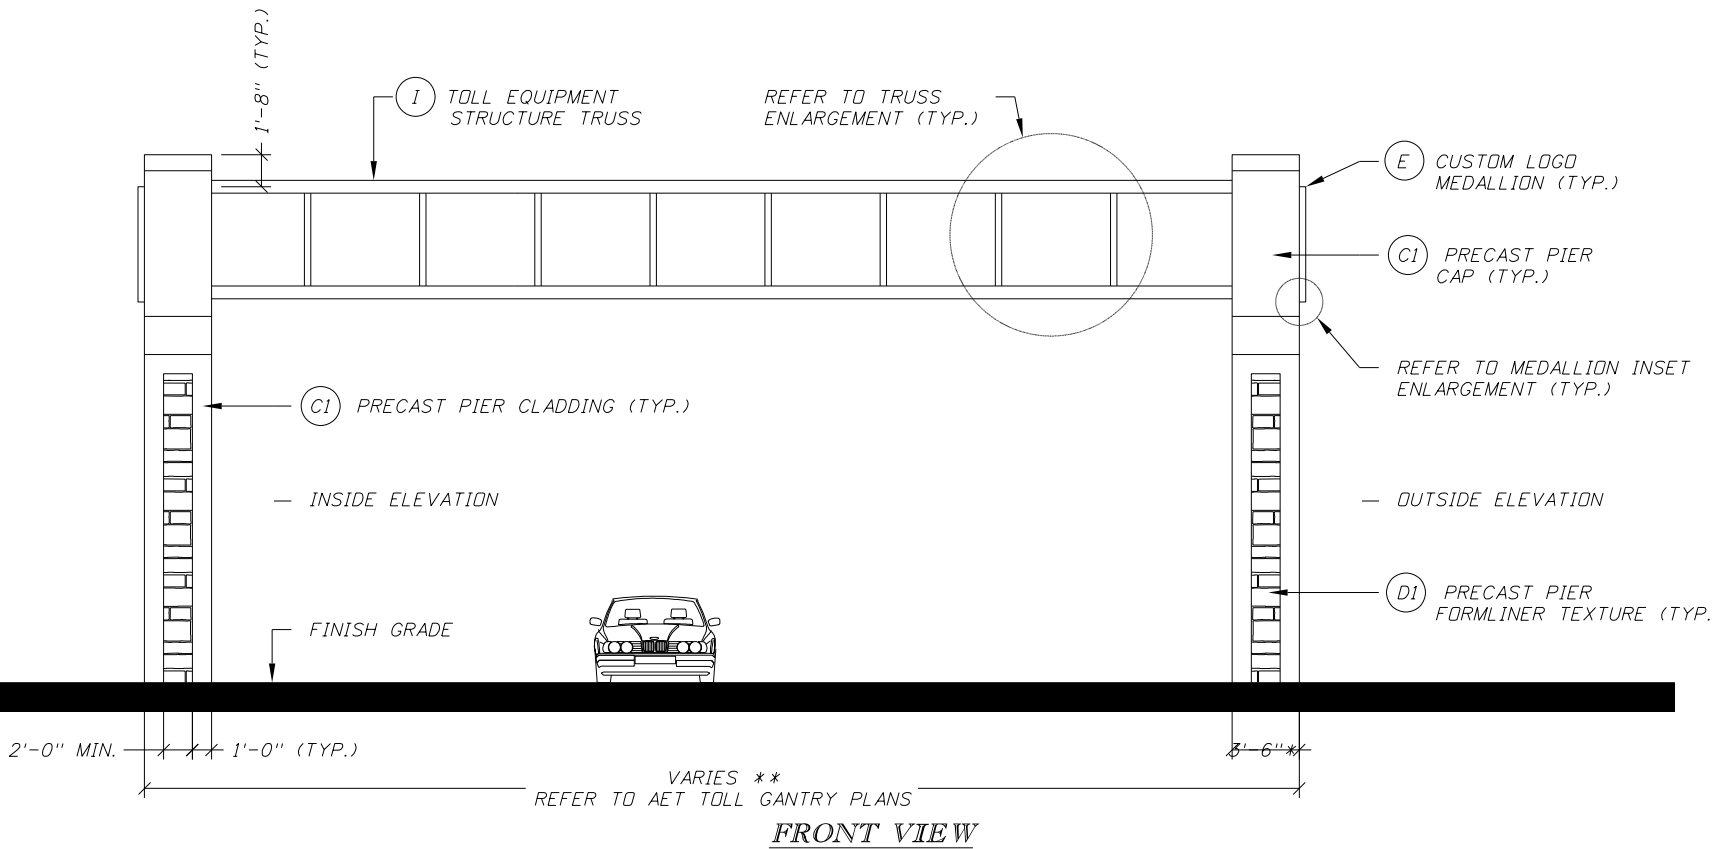 1'-8" (TYP.)
I TOLL EQUIPMENT
STRUCTURE TRUSS
REFER TO TRUSS
ENLARGEMENT (TYP.)
E CUSTOM LOGO
MEDALLION (TYP.)
C1 PRECAST PIER
CAP (TYP.)
REFER TO MEDALLION INSET
ENLARGEMENT (TYP.)
C1 PRECAST PIER CLADDING (TYP.)
INSIDE ELEVATION
OUTSIDE ELEVATION
D1 PRECAST PIER
FORMLINER TEXTURE (TYP.
FINISH GRADE
2'-0" MIN.
1'-0" (TYP.)
3'-6"*
VARIES **
REFER TO AET TOLL GANTRY PLANS
FRONT VIEW